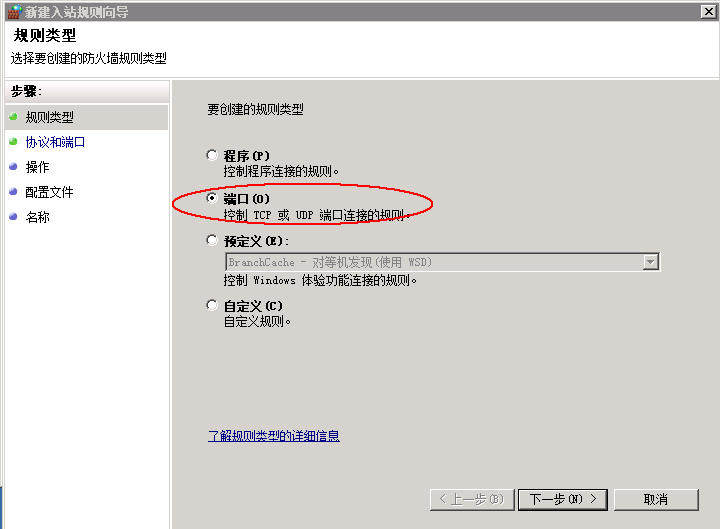 新建入站规则向导
规则类型
选择要创建的防火墙规则类型
步骤:
规则类型
协议和端口
操作
配置文件
名称
要创建的规则类型
程序(P)
控制程序连接的规则。
端口(O)
控制 TCP 或 UDP 端口连接的规则。
预定义(E):
BranchCache - 对等机发现(使用 WSD)
控制 Windows 体验功能连接的规则。
自定义(C)
自定义规则。
了解规则类型的详细信息
< 上一步(B)
下一步(N) >
取消